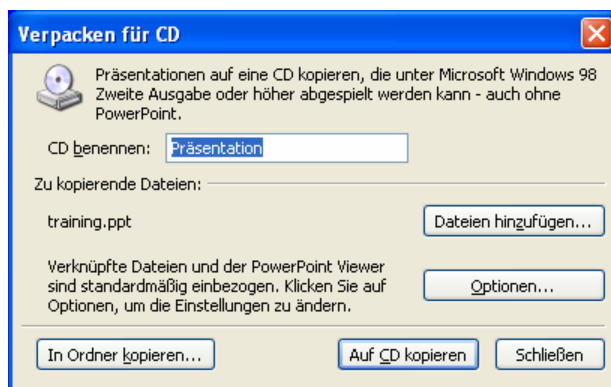 Verpacken für CD
Präsentationen auf eine CD kopieren, die unter Microsoft Windows 98
Zweite Ausgabe oder höher abgespielt werden kann - auch ohne
PowerPoint.
CD benennen: Präsentation
Zu kopierende Dateien:
training.ppt Dateien hinzufügen...
Verknüpfte Dateien und der PowerPoint Viewer
sind standardmäßig einbezogen. Klicken Sie auf
Optionen, um die Einstellungen zu ändern.
Optionen...
In Ordner kopieren... Auf CD kopieren Schließen